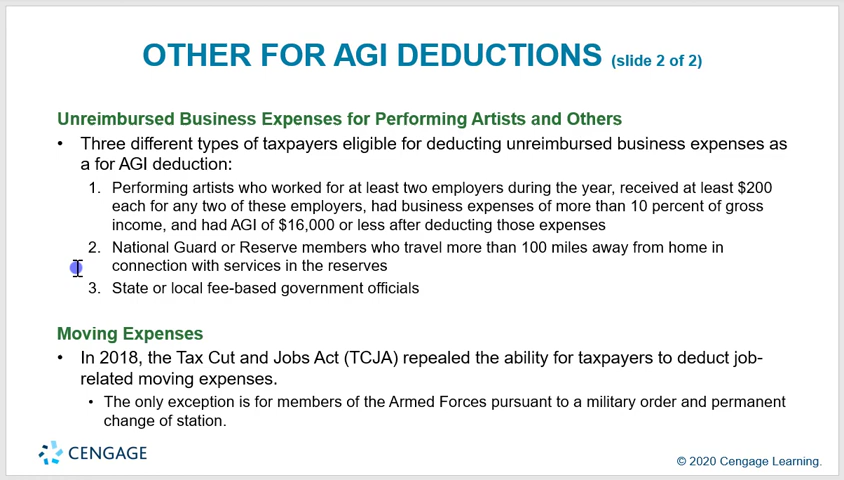 OTHER FOR AGI DEDUCTIONS (slide 2 of 2)
Unreimbursed Business Expenses for Performing Artists and Others
• Three different types of taxpayers eligible for deducting unreimbursed business expenses as
a for AGI deduction:
1. Performing artists who worked for at least two employers during the year, received at least $200
each for any two of these employers, had business expenses of more than 10 percent of gross
income, and had AGI of $16,000 or less after deducting those expenses
2. National Guard or Reserve members who travel more than 100 miles away from home in
connection with services in the reserves
3. State or local fee-based government officials
Moving Expenses
• In 2018, the Tax Cut and Jobs Act (TCJA) repealed the ability for taxpayers to deduct job-
related moving expenses.
• The only exception is for members of the Armed Forces pursuant to a military order and permanent
change of station.
CENGAGE
© 2020 Cengage Learning.